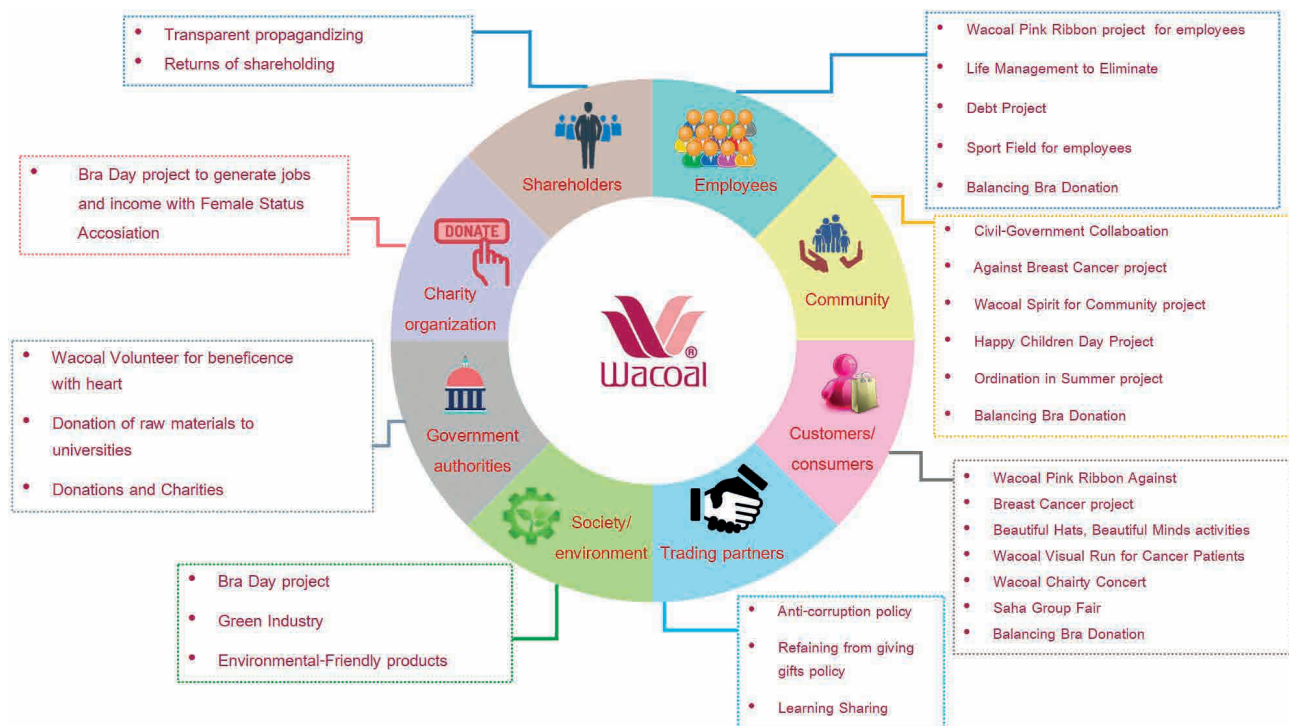 • Transparent propagandizing
• Returns of shareholding
• Wacoal Pink Ribbon project for employees
• Life Management to Eliminate
• Debt Project
• Sport Field for employees
• Balancing Bra Donation
• Bra Day project to generate jobs
and income with Female Status
Accosiation
• Civil-Government Collaboation
• Against Breast Cancer project
• Wacoal Spirit for Community project
• Happy Children Day Project
• Ordination in Summer project
• Balancing Bra Donation
• Wacoal Volunteer for beneficence
with heart
• Donation of raw materials to
universities
• Donations and Charities
• Wacoal Pink Ribbon Against
• Breast Cancer project
• Beautiful Hats, Beautiful Minds activities
• Wacoal Visual Run for Cancer Patients
• Wacoal Chairty Concert
• Saha Group Fair
• Balancing Bra Donation
• Bra Day project
• Green Industry
• Environmental-Friendly products
• Anti-corruption policy
• Refaining from giving
gifts policy
• Learning Sharing
Shareholders
Employees
DONATE
Charity
organization
Community
®
Wacoal
Government
authorities
Customers/
consumers
Society/
environment
Trading partners